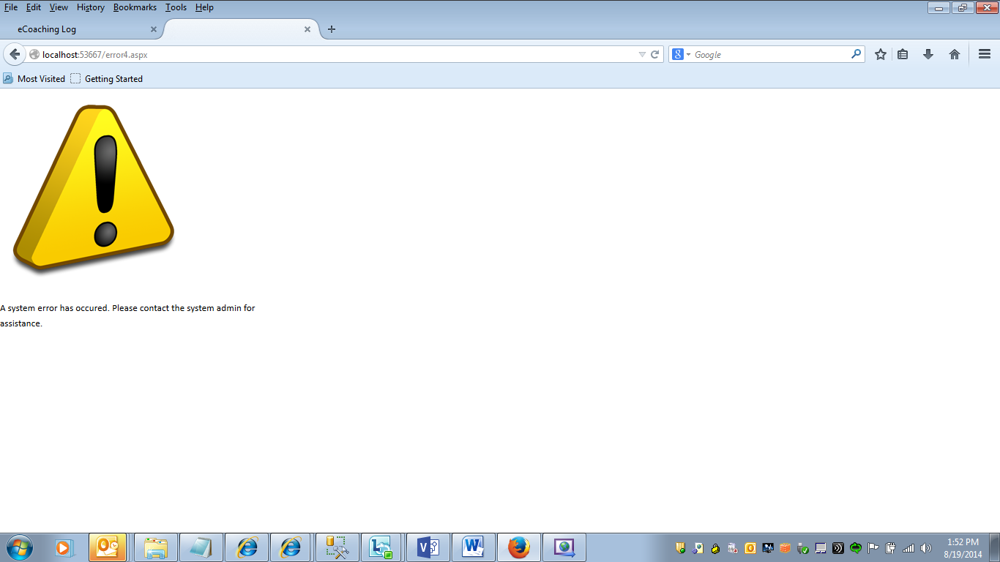 File Edit View History Bookmarks Tools Help
eCoaching Log
localhost:53667/error4.aspx
8 Google
Most Visited Getting Started
A system error has occured. Please contact the system admin for
assistance.
1:52 PM
8/19/2014